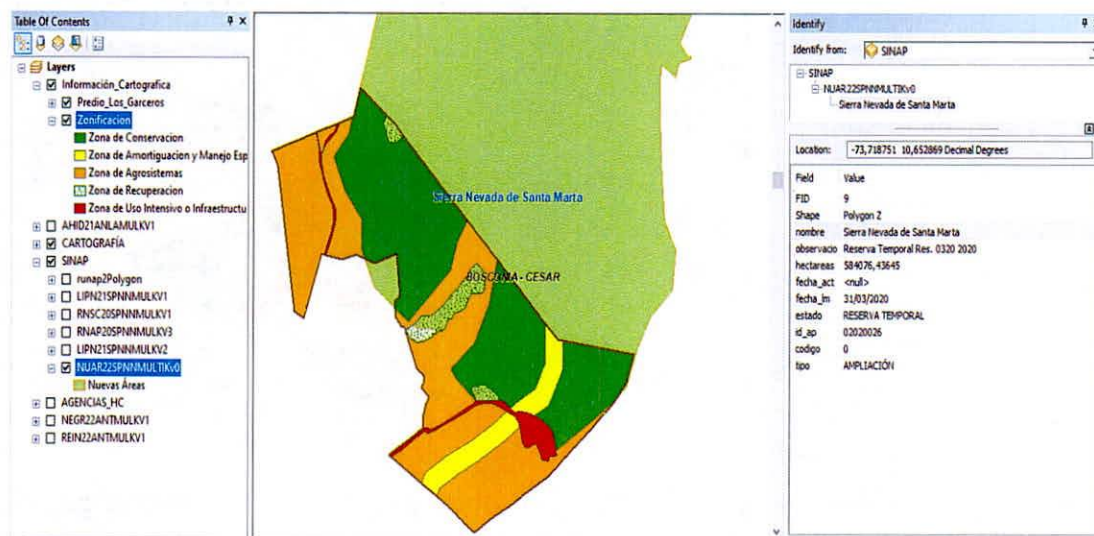 Table Of Contents
Layers
Información_Cartografica
Predio_Los_Garceros
Zonificacion
Zona de Conservacion
Zona de Amortiguacion y Manejo Esp
Zona de Agrosistemas
Zona de Recuperacion
Zona de Uso Intensivo o Infraestructu
AHID21ANLAMULKV1
CARTOGRAFÍA
SINAP
runap2Polygon
LIPN21SPNNMULKV1
RNSC20SPNNMULKV1
RNAP20SPNNMULKV3
LIPN21SPNNMULKV2
NUAR22SPNNMULTIKv0
Nuevas Áreas
AGENCIAS_HC
NEGR22ANTMULKV1
REIN22ANTMULKV1
Sierra Nevada de Santa Marta
BOSCONIA - CESAR
Identify
Identify from: SINAP
SINAP
NUAR22SPNNMULTIKv0
Sierra Nevada de Santa Marta
Location: -73,718751 10,652869 Decimal Degrees
Field Value
FID 9
Shape Polygon Z
nombre Sierra Nevada de Santa Marta
observacio Reserva Temporal Res. 0320 2020
hectareas 584076,43645
fecha_act <null>
fecha_lm 31/03/2020
estado RESERVA TEMPORAL
id_ap 02020026
codigo 0
tipo AMPLIACIÓN